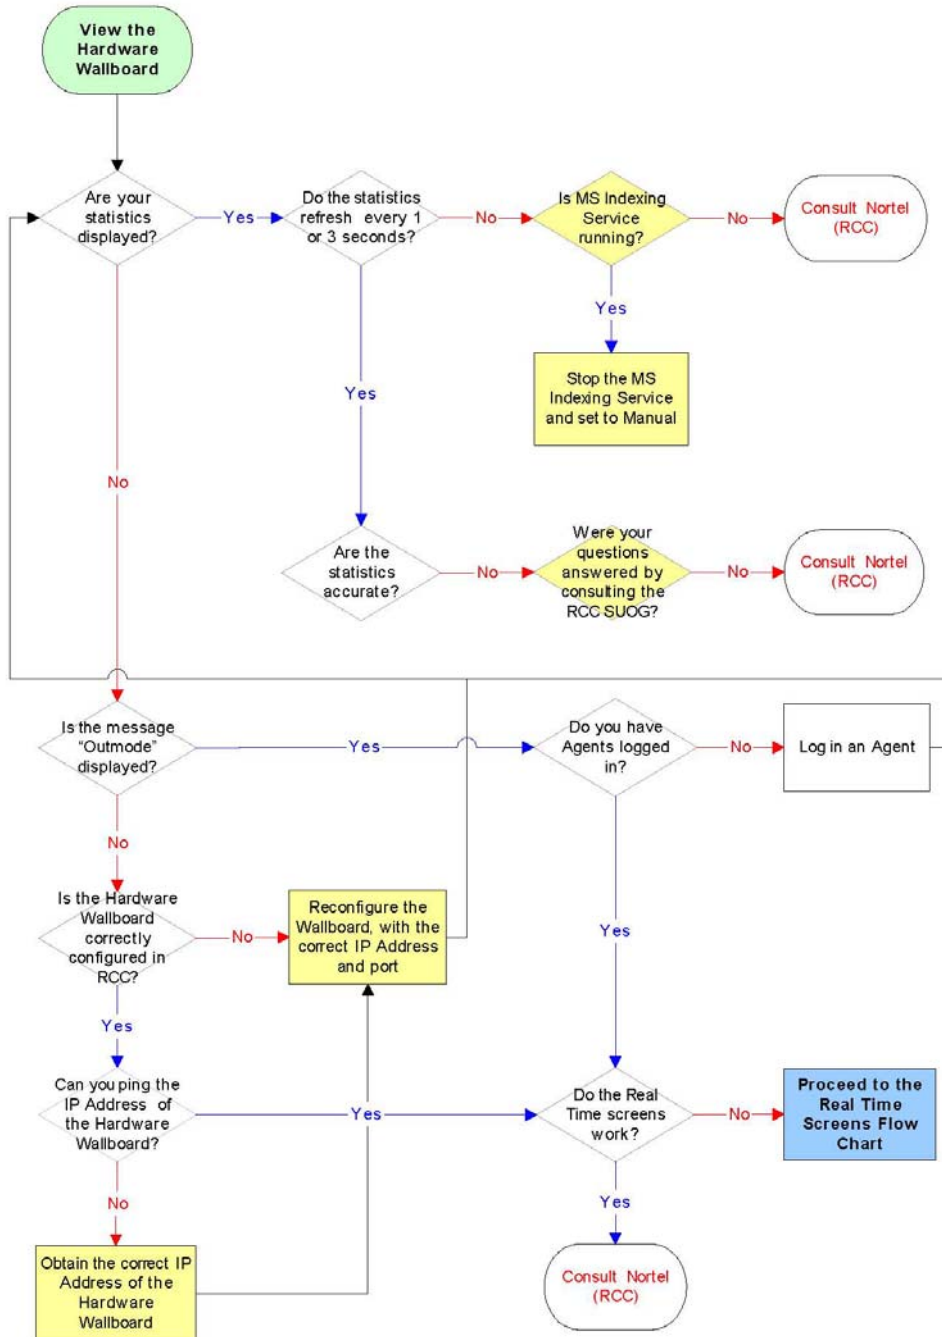 View the
Hardware
Wallboard
Are your
statistics
displayed?
Yes
Do the statistics
refresh every 1
or 3 seconds?
No
Is MS Indexing
Service
running?
No
Consult Nortel
(RCC)
Yes
Stop the MS
Indexing Service
and set to Manual
Yes
No
Are the
statistics
accurate?
No
Were your
questions
answered by
consulting the
RCC SUOG?
No
Consult Nortel
(RCC)
Is the message
“Outmode”
displayed?
Yes
Do you have
Agents logged
in?
No
Log in an Agent
No
Is the Hardware
Wallboard
correctly
configured in
RCC?
No
Reconfigure the
Wallboard, with the
correct IP Address
and port
Yes
Yes
Can you ping the
IP Address of
the Hardware
Wallboard?
Yes
Do the Real
Time screens
work?
No
Proceed to the
Real Time
Screens Flow
Chart
No
Yes
Obtain the correct IP
Address of the
Hardware
Wallboard
Consult Nortel
(RCC)